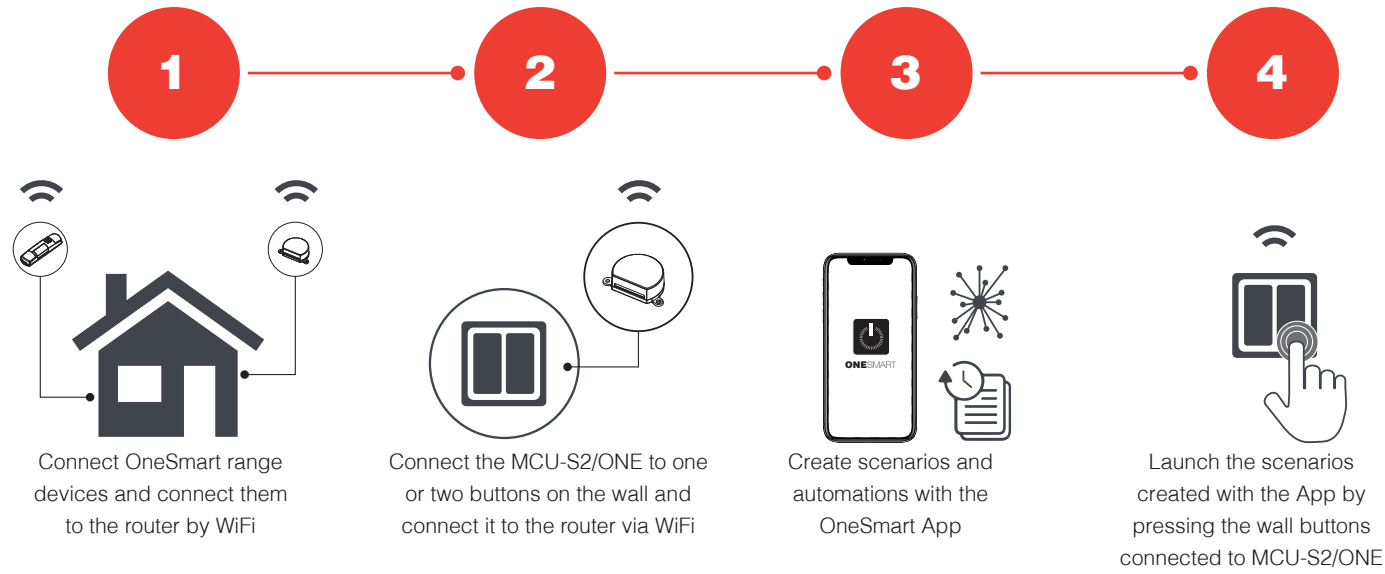 1
2
3
4
ONESMART
Connect OneSmart range
devices and connect them
to the router by WiFi
Connect the MCU-S2/ONE to one
or two buttons on the wall and
connect it to the router via WiFi
Create scenarios and
automations with the
OneSmart App
Launch the scenarios
created with the App by
pressing the wall buttons
connected to MCU-S2/ONE